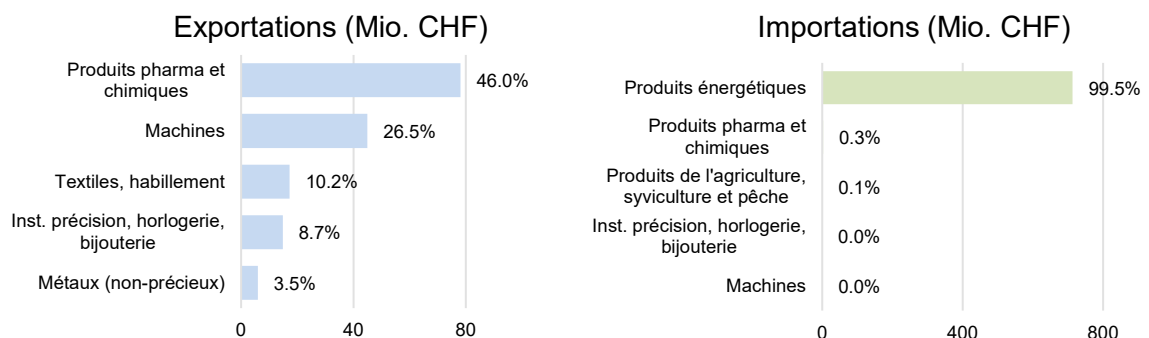 Exportations (Mio. CHF)
Produits pharma et
chimiques
46.0%
Machines
26.5%
Textiles, habillement
10.2%
Inst. précision, horlogerie,
bijouterie
8.7%
Métaux (non-précieux)
3.5%
0
40
80
Importations (Mio. CHF)
Produits énergétiques
99.5%
Produits pharma et
chimiques
0.3%
Produits de l'agriculture,
syviculture et pêche
0.1%
Inst. précision, horlogerie,
bijouterie
0.0%
Machines
0.0%
0
400
800